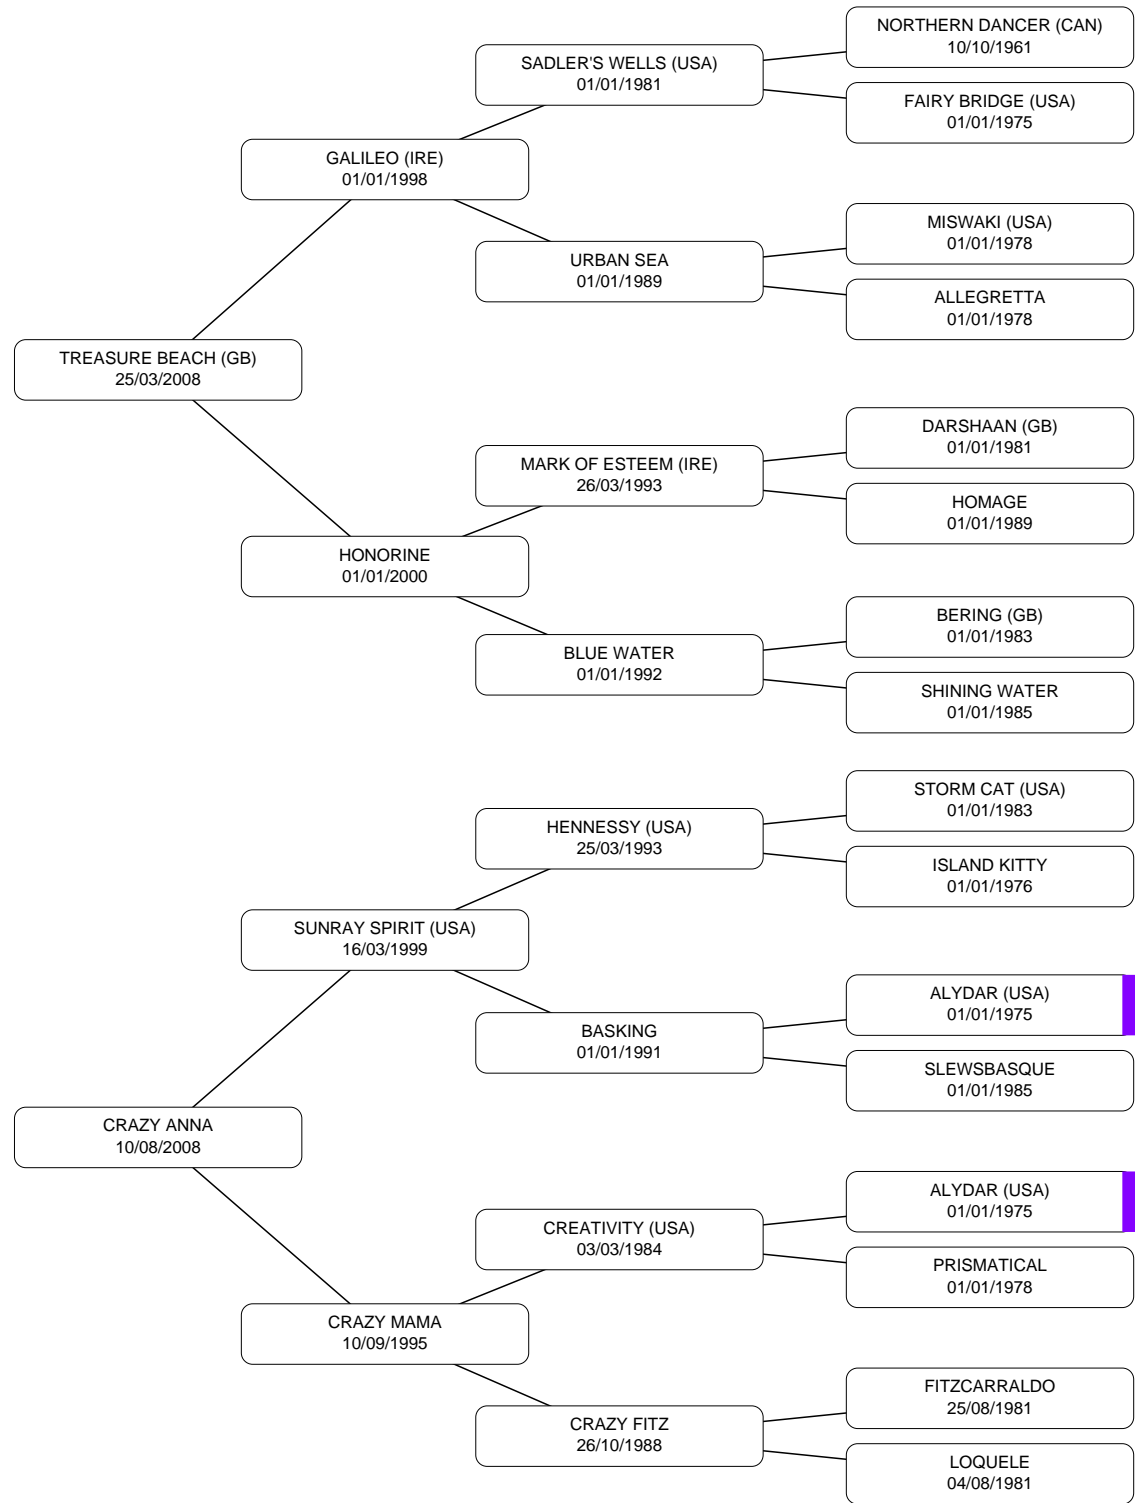 NORTHERN DANCER (CAN)
10/10/1961
SADLER'S WELLS (USA)
01/01/1981
FAIRY BRIDGE (USA)
01/01/1975
GALILEO (IRE)
01/01/1998
MISWAKI (USA)
01/01/1978
URBAN SEA
01/01/1989
ALLEGRETTA
01/01/1978
TREASURE BEACH (GB)
25/03/2008
DARSHAAN (GB)
01/01/1981
MARK OF ESTEEM (IRE)
26/03/1993
HOMAGE
01/01/1989
HONORINE
01/01/2000
BERING (GB)
01/01/1983
BLUE WATER
01/01/1992
SHINING WATER
01/01/1985
STORM CAT (USA)
01/01/1983
HENNESSY (USA)
25/03/1993
ISLAND KITTY
01/01/1976
SUNRAY SPIRIT (USA)
16/03/1999
ALYDAR (USA)
01/01/1975
BASKING
01/01/1991
SLEWSBASQUE
01/01/1985
CRAZY ANNA
10/08/2008
ALYDAR (USA)
01/01/1975
CREATIVITY (USA)
03/03/1984
PRISMATICAL
01/01/1978
CRAZY MAMA
10/09/1995
FITZCARRALDO
25/08/1981
CRAZY FITZ
26/10/1988
LOQUELE
04/08/1981